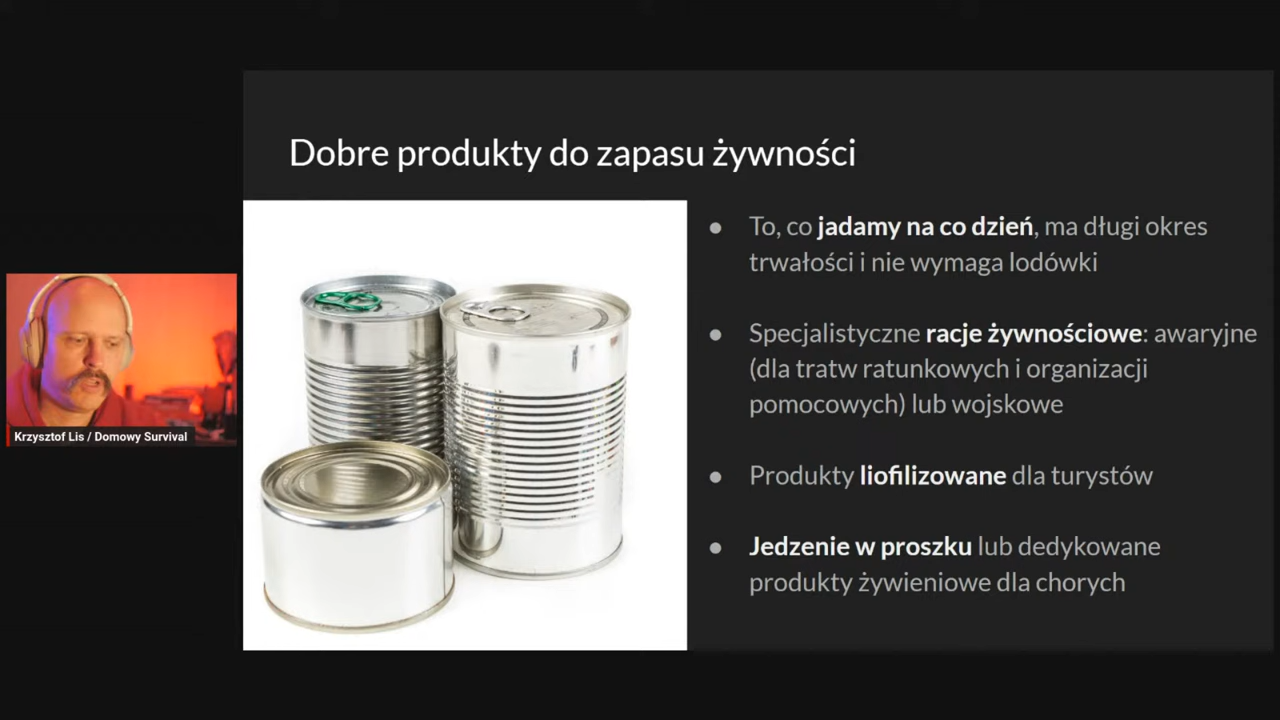 Dobre produkty do zapasu żywności
To, co jadamy na co dzień, ma długi okres
trwałości i nie wymaga lodówki
Specjalistyczne racje żywnościowe: awaryjne
(dla tratw ratunkowych i organizacji
pomocowych) lub wojskowe
Produkty liofilizowane dla turystów
Jedzenie w proszku lub dedykowane
produkty żywieniowe dla chorych
Krzysztof Lis / Domowy Survival